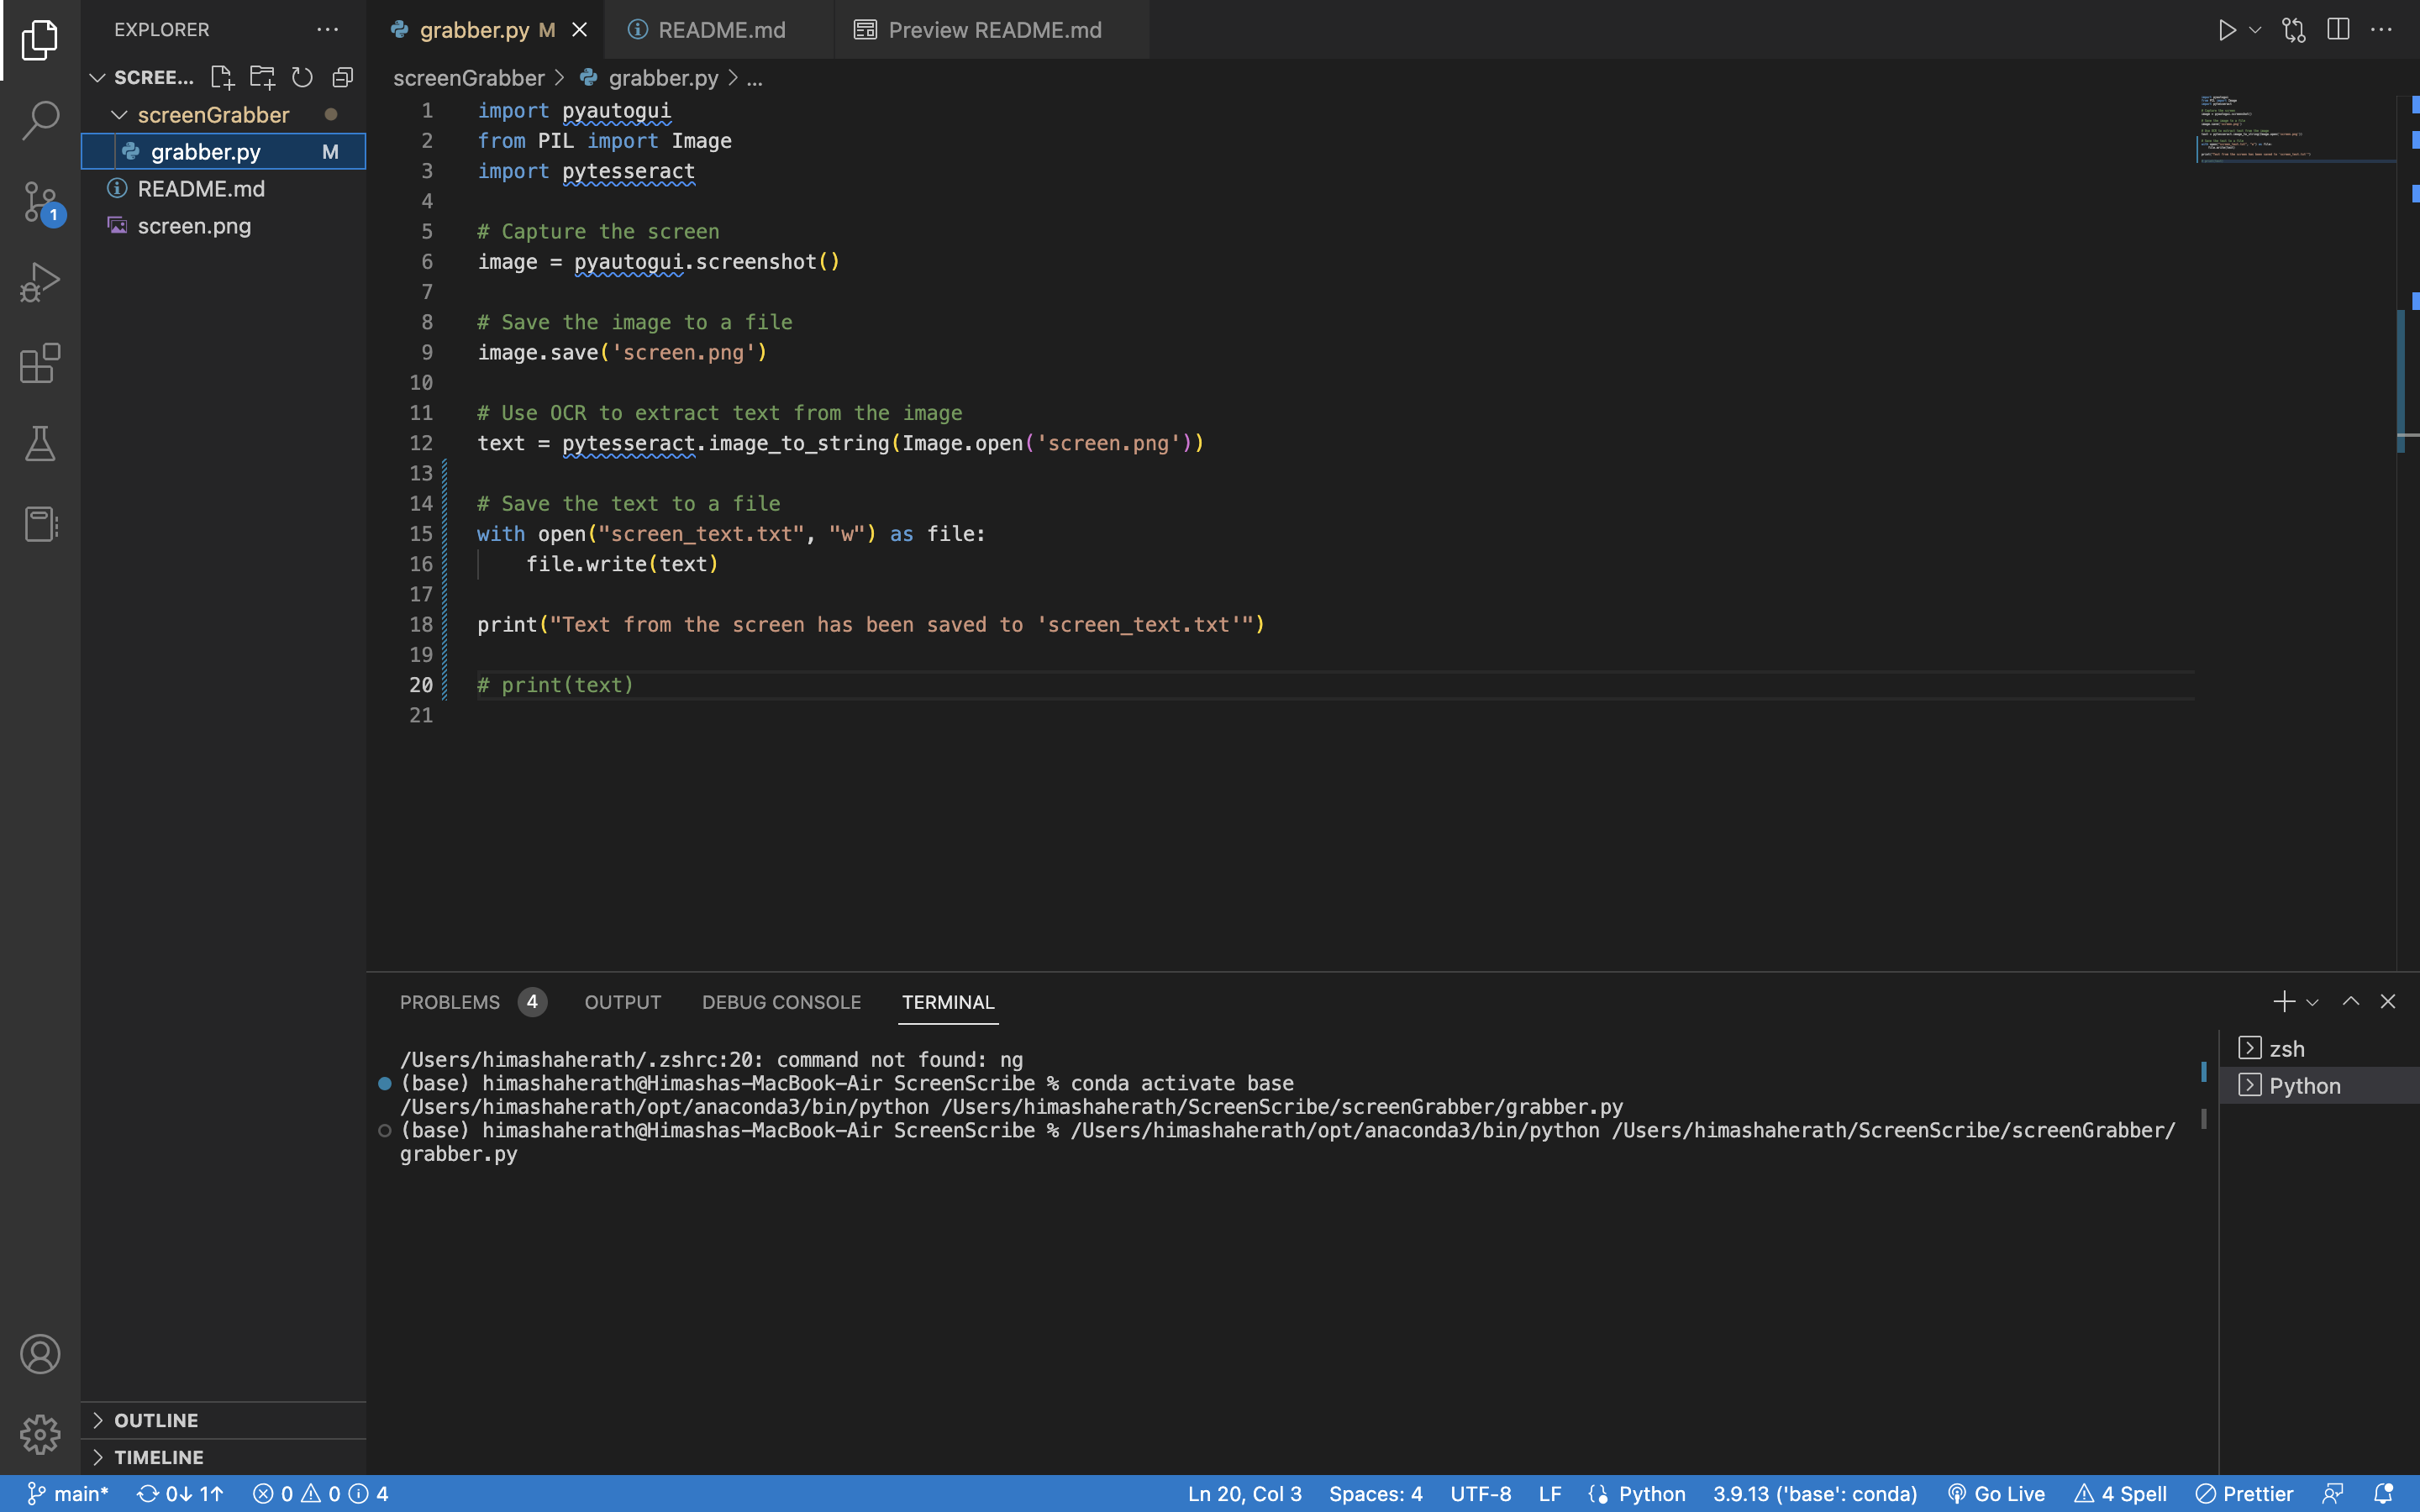 EXPLORER
SCREE...
screenGrabber
grabber.py M
README.md
screen.png
OUTLINE
TIMELINE
grabber.py M
README.md
Preview README.md
screenGrabber > grabber.py > ...
1 import pyautogui
2 from PIL import Image
3 import pytesseract
4
5 # Capture the screen
6 image = pyautogui.screenshot()
7
8 # Save the image to a file
9 image.save('screen.png')
10
11 # Use OCR to extract text from the image
12 text = pytesseract.image_to_string(Image.open('screen.png'))
13
14 # Save the text to a file
15 with open("screen_text.txt", "w") as file:
16 file.write(text)
17
18 print("Text from the screen has been saved to 'screen_text.txt'")
19
20 # print(text)
21
PROBLEMS 4 OUTPUT DEBUG CONSOLE TERMINAL
/Users/himashaherath/.zshrc:20: command not found: ng
(base) himashaherath@Himashas-MacBook-Air ScreenScribe % conda activate base
/Users/himashaherath/opt/anaconda3/bin/python /Users/himashaherath/ScreenScribe/screenGrabber/grabber.py
(base) himashaherath@Himashas-MacBook-Air ScreenScribe % /Users/himashaherath/opt/anaconda3/bin/python /Users/himashaherath/ScreenScribe/screenGrabber/
grabber.py
zsh
Python
1
main* 0↓ 1↑ 0 0 4
Ln 20, Col 3 Spaces: 4 UTF-8 LF Python 3.9.13 ('base': conda) Go Live 4 Spell Prettier